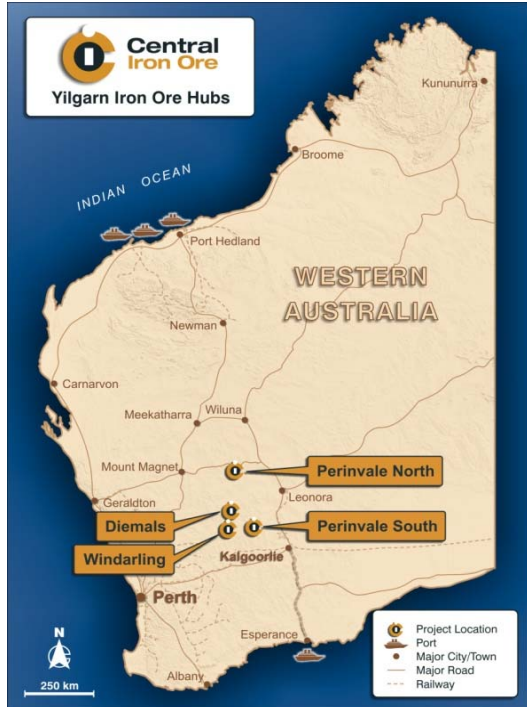 Central
Iron Ore
Yilgarn Iron Ore Hubs
Kununurra
Broome
INDIAN OCEAN
Port Hedland
WESTERN
AUSTRALIA
Newman
Carnarvon
Meekatharra
Wiluna
Mount Magnet
Perinvale North
Leonora
Geraldton
Diemals
Perinvale South
Windarling
Kalgoorlie
Perth
Esperance
Albany
N
250 km
Project Location
Port
Major City/Town
Major Road
Railway